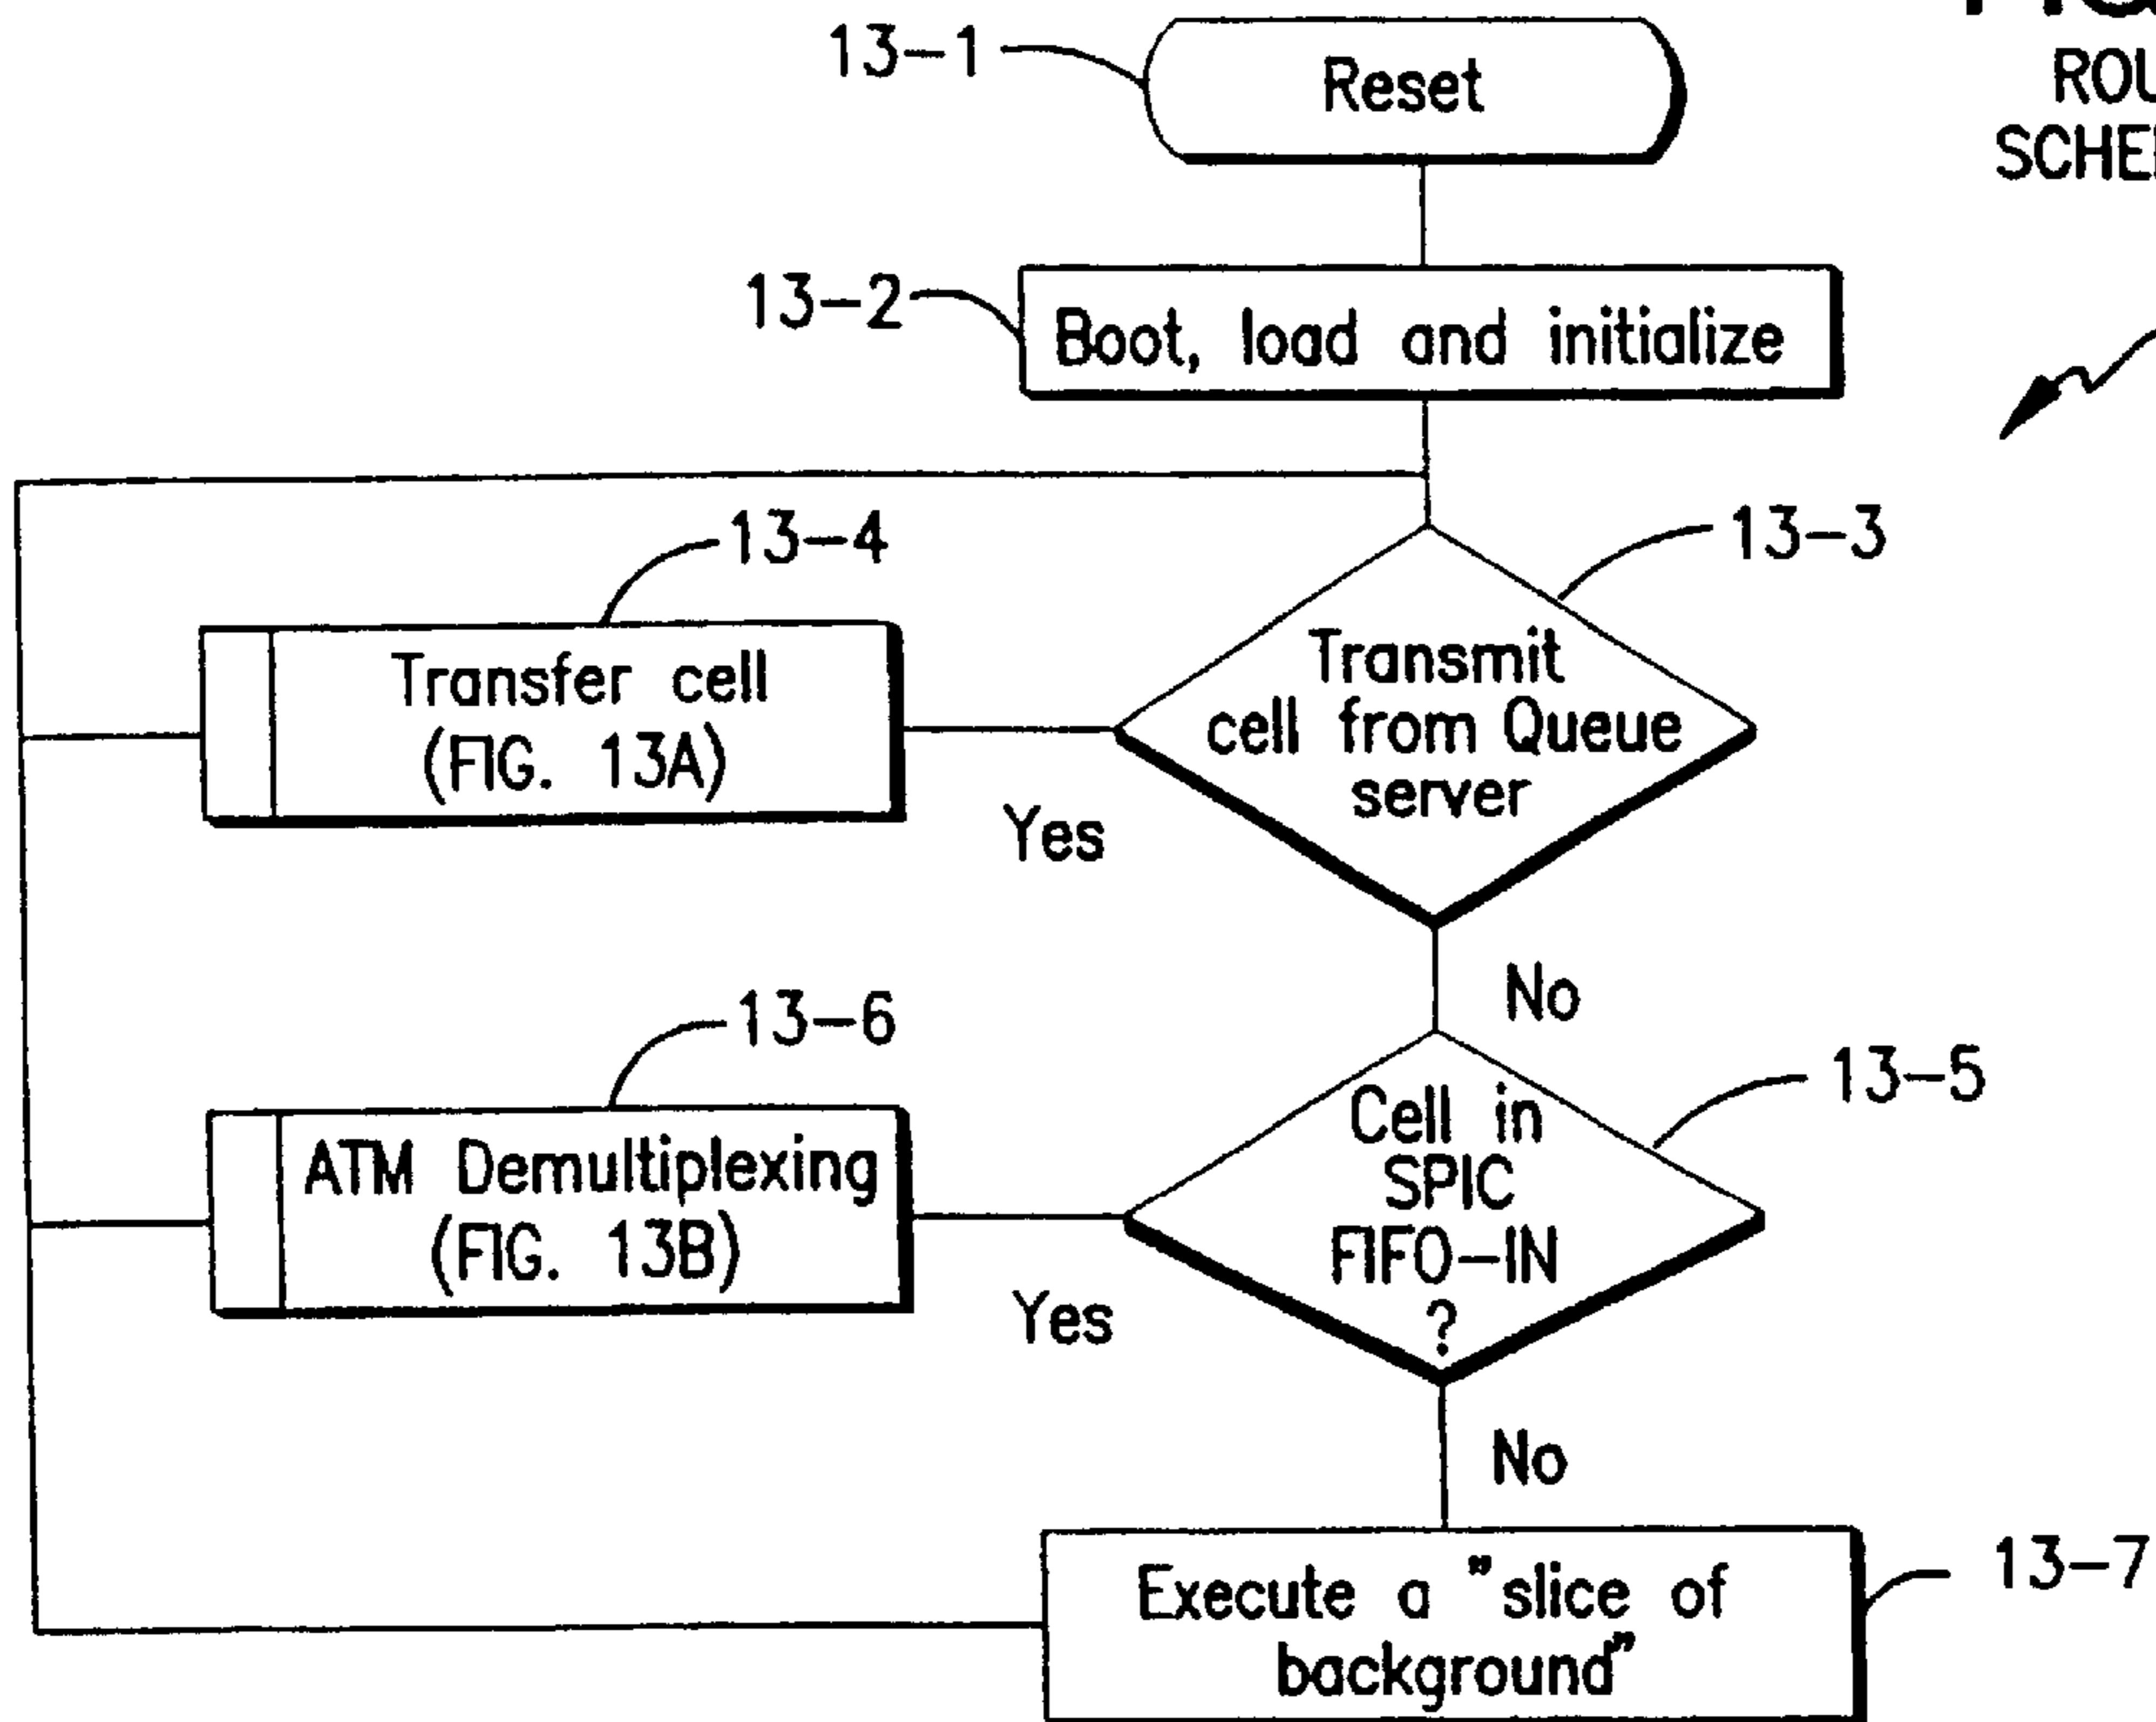 13-1
Reset
13-2
Boot, load and initialize
13-4
13-3
Transfer cell
(FIG. 13A)
Transmit
cell from Queue
server
Yes
No
13-6
13-5
ATM Demultiplexing
(FIG. 13B)
Cell in
SPIC
FIFO-IN
?
Yes
No
Execute a "slice of
background"
13-7